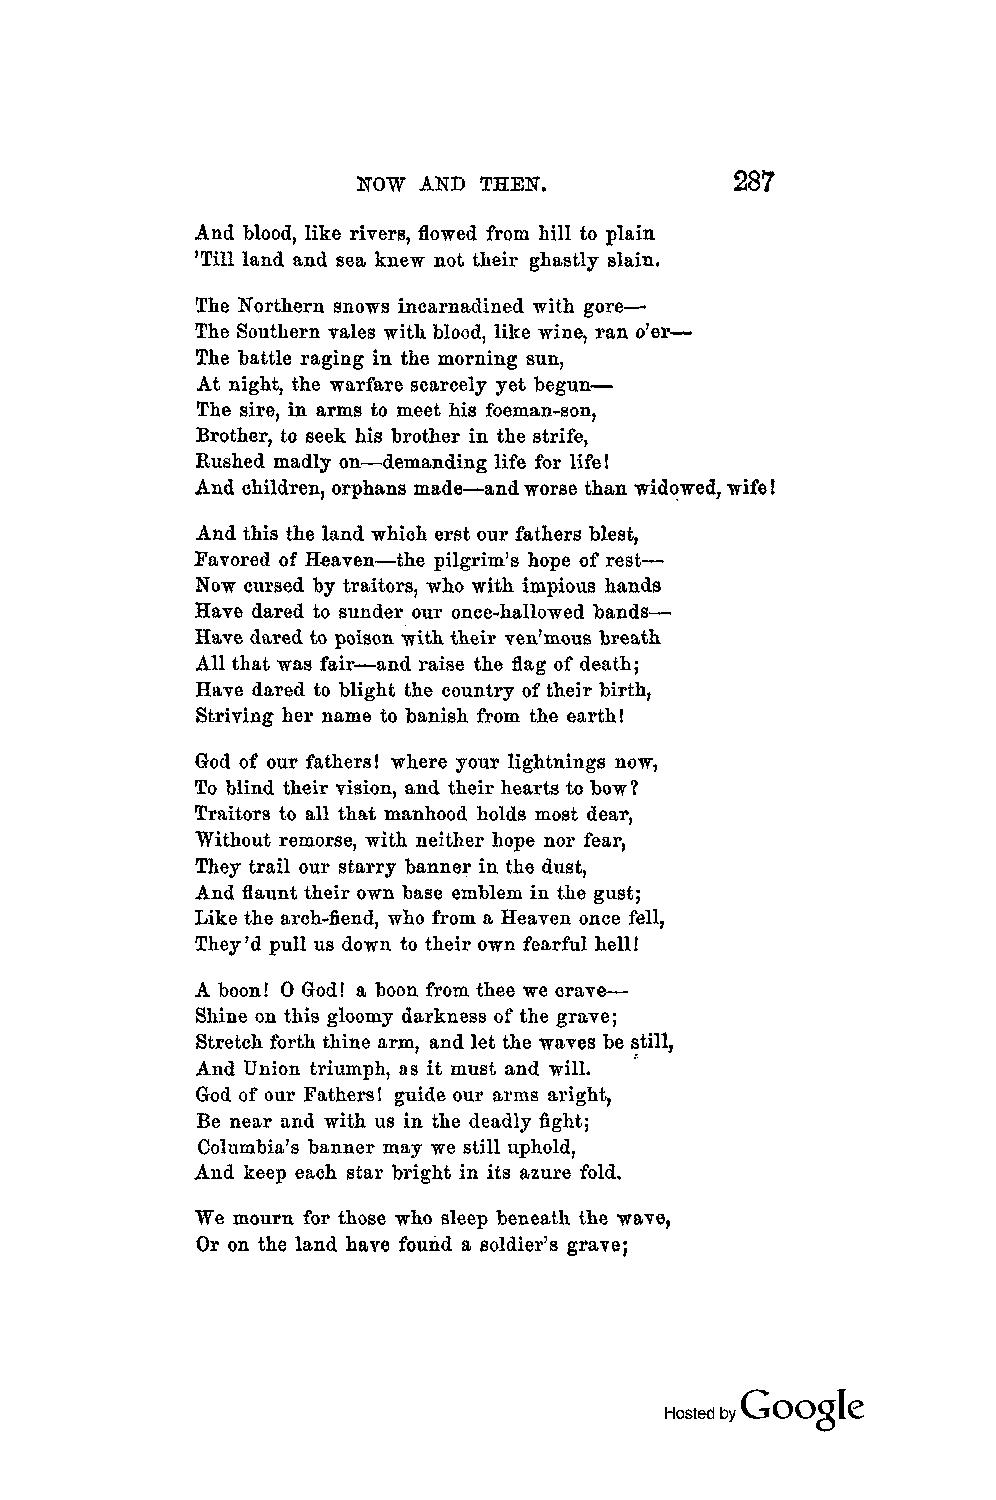 NOW AND THEN. 287
And blood, like rivers, flowed from hill to plain
'Till land and sea knew not their ghastly slain.
The Northern snows incarnadined with gore—
The Southern vales with blood, like wine, ran o'er—
The battle raging in the morning sun,
At night, the warfare scarcely yet begun—
The sire, in arms to meet his foeman-son,
Brother, to seek his brother in the strife,
Rushed madly on—demanding life for life!
And children, orphans made—and worse than widowed, wife!
And this the land which erst our fathers blest,
Favored of Heaven—the pilgrim's hope of rest—
Now cursed by traitors, who with impious hands
Have dared to sunder our once-hallowed bands—
Have dared to poison with their ven'mous breath
All that was fair—and raise the flag of death;
Have dared to blight the country of their birth,
Striving her name to banish from the earth!
God of our fathers! where your lightnings now,
To blind their vision, and their hearts to bow?
Traitors to all that manhood holds most dear,
Without remorse, with neither hope nor fear,
They trail our starry banner in the dust,
And flaunt their own base emblem in the gust;
Like the arch-fiend, who from a Heaven once fell,
They'd pull us down to their own fearful hell!
A boon! O God! a boon from thee we crave—
Shine on this gloomy darkness of the grave;
Stretch forth thine arm, and let the waves be still,
And Union triumph, as it must and will.
God of our Fathers! guide our arms aright,
Be near and with us in the deadly fight;
Columbia's banner may we still uphold,
And keep each star bright in its azure fold.
We mourn for those who sleep beneath the wave,
Or on the land have found a soldier's grave;
Hosted by Google